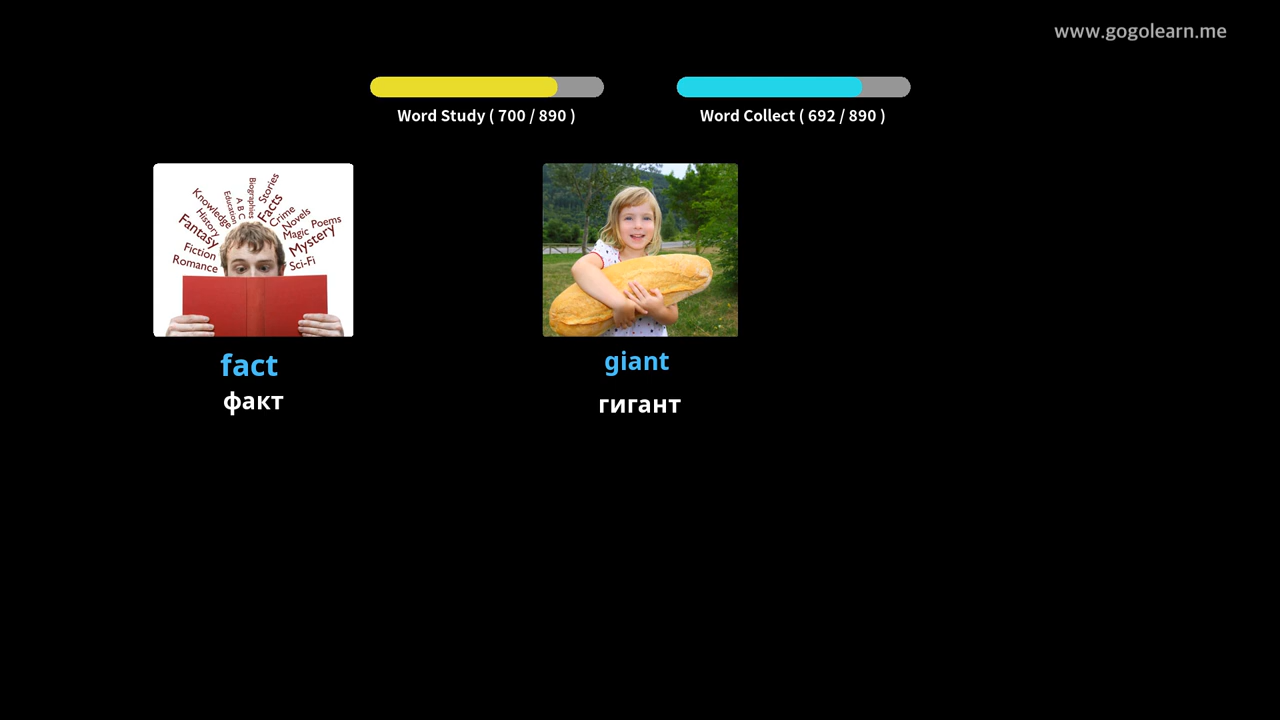 www.gogolearn.me
Word Study ( 700 / 890 )
Word Collect ( 692 / 890 )
Knowledge
History
Fantasy
Fiction
Romance
Education
A B C
Biographies
Stories
Facts
Crime
Novels
Magic
Poems
Mystery
Sci-Fi
fact
факт
giant
гигант